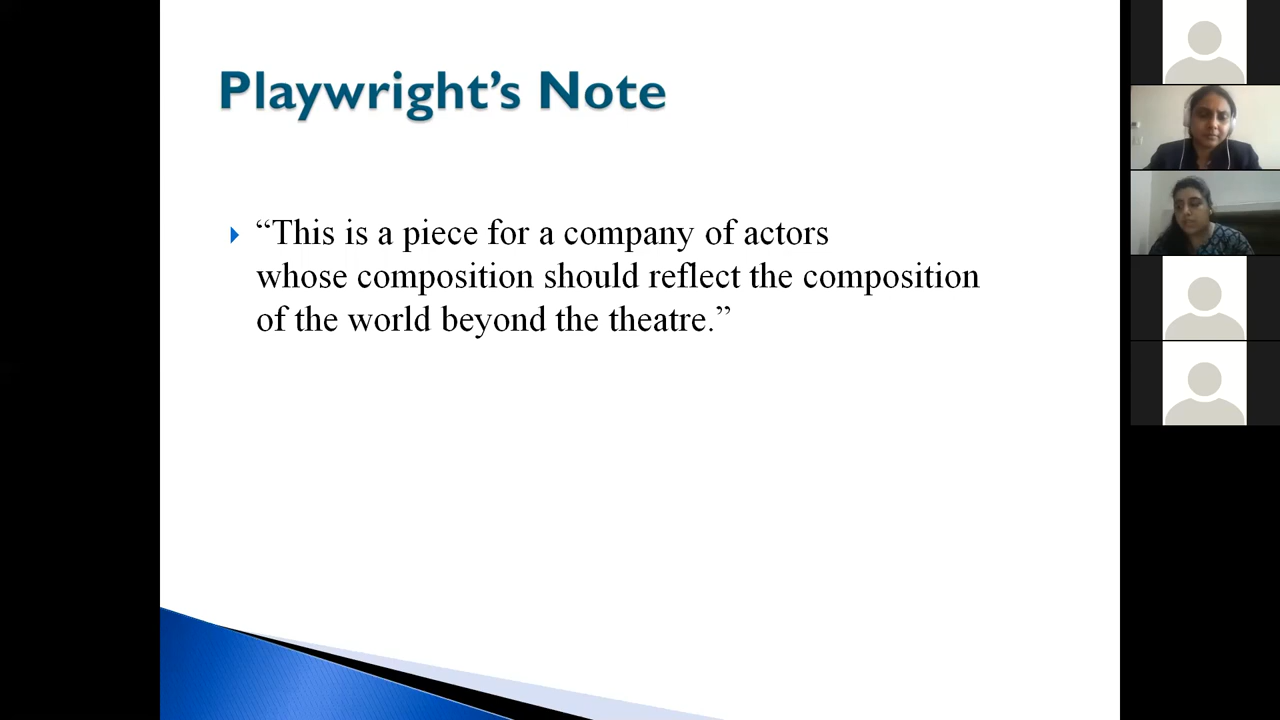 Playwright’s Note
“This is a piece for a company of actors
whose composition should reflect the composition
of the world beyond the theatre.”